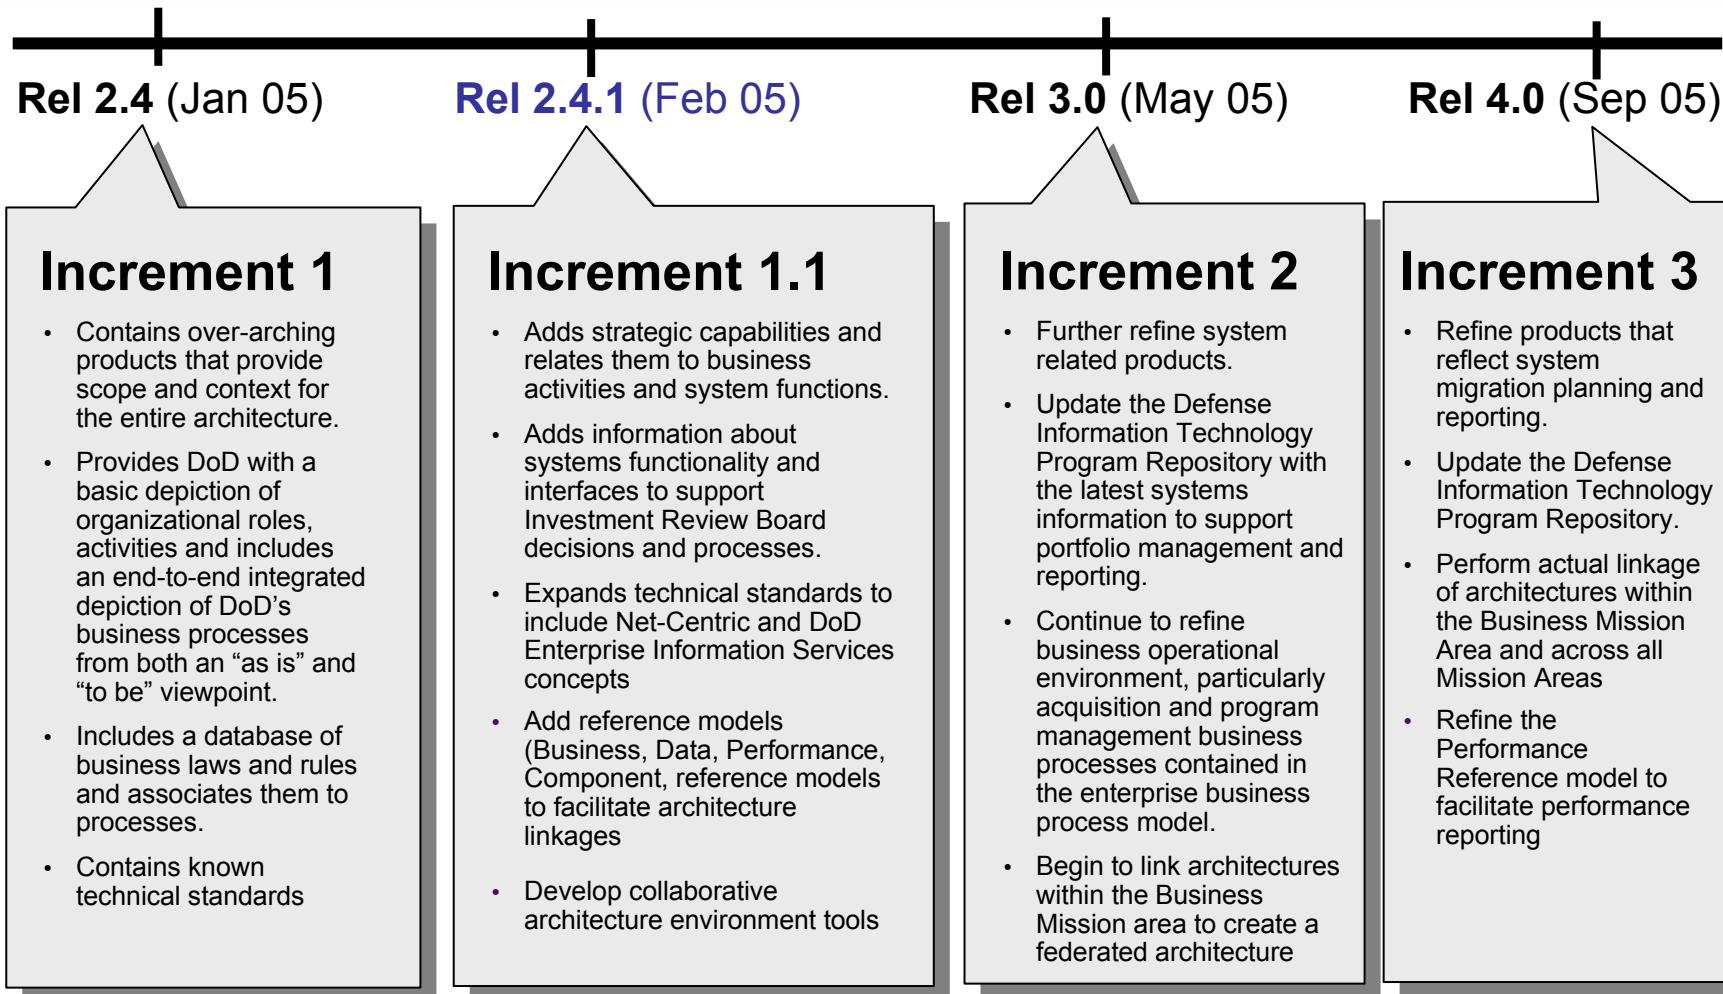 Rel 2.4 (Jan 05)
Rel 2.4.1 (Feb 05)
Rel 3.0 (May 05)
Rel 4.0 (Sep 05)
Increment 1
• Contains over-arching
products that provide
scope and context for
the entire architecture.
• Provides DoD with a
basic depiction of
organizational roles,
activities and includes
an end-to-end integrated
depiction of DoD’s
business processes
from both an “as is” and
“to be” viewpoint.
• Includes a database of
business laws and rules
and associates them to
processes.
• Contains known
technical standards
Increment 1.1
• Adds strategic capabilities and
relates them to business
activities and system functions.
• Adds information about
systems functionality and
interfaces to support
Investment Review Board
decisions and processes.
• Expands technical standards to
include Net-Centric and DoD
Enterprise Information Services
concepts
• Add reference models
(Business, Data, Performance,
Component, reference models
to facilitate architecture
linkages
• Develop collaborative
architecture environment tools
Increment 2
• Further refine system
related products.
• Update the Defense
Information Technology
Program Repository with
the latest systems
information to support
portfolio management and
reporting.
• Continue to refine
business operational
environment, particularly
acquisition and program
management business
processes contained in
the enterprise business
process model.
• Begin to link architectures
within the Business
Mission area to create a
federated architecture
Increment 3
• Refine products that
reflect system
migration planning and
reporting.
• Update the Defense
Information Technology
Program Repository.
• Perform actual linkage
of architectures within
the Business Mission
Area and across all
Mission Areas
• Refine the
Performance
Reference model to
facilitate performance
reporting